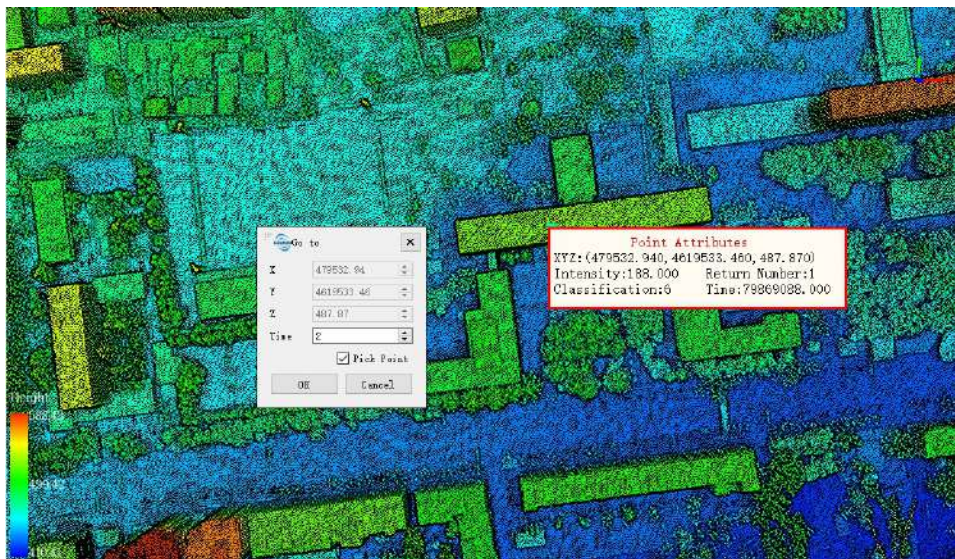 Go to
X 479532.94
Y 4619533.46
Z 487.87
Time 2
Pick Point
OK Cancel
Point Attributes
XYZ:(479532.940,4619533.460,487.870)
Intensity:188.000 Return Number:1
Classification:6 Time:79869088.000
Height